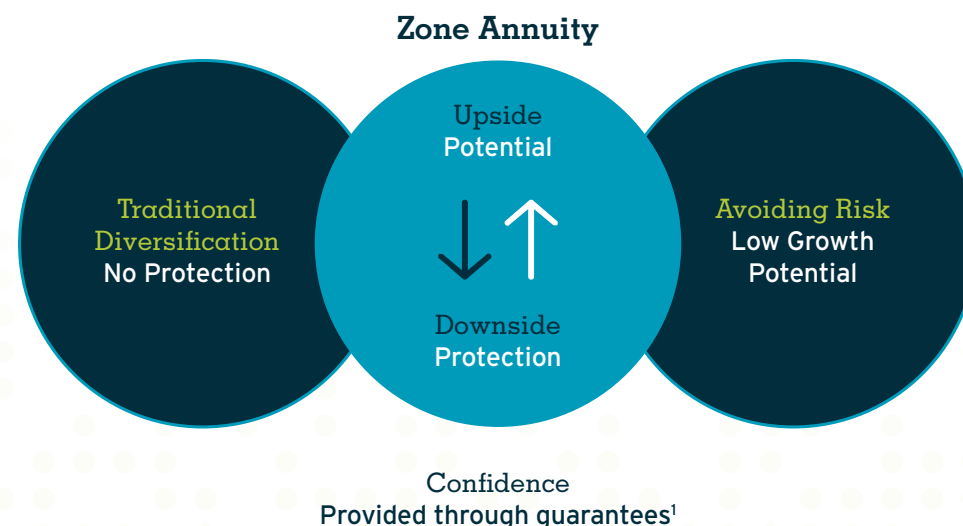 Zone Annuity
Traditional
Diversification
No Protection
Upside
Potential
Downside
Protection
Avoiding Risk
Low Growth
Potential
Confidence
Provided through guarantees¹